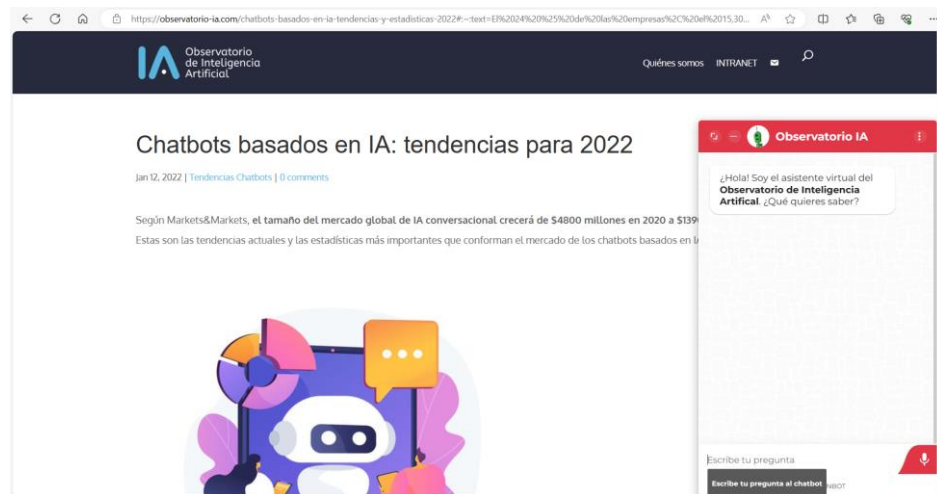 https://observatorio-ia.com/chatbots-basados-en-ia-tendencias-y-estadisticas-2022#:~:text=El%2024%20%25%20de%20las%20empresas%2C%20el%2015.30...
Observatorio
de Inteligencia
Artificial
IA
Quiénes somos INTRANET
Chatbots basados en IA: tendencias para 2022
Jan 12, 2022 | Tendencias Chatbots | 0 comments
Según Markets&Markets, el tamaño del mercado global de IA conversacional crecerá de $4800 millones en 2020 a $139
Estas son las tendencias actuales y las estadísticas más importantes que conforman el mercado de los chatbots basados en
Observatorio IA
¿Hola! Soy el asistente virtual del
Observatorio de Inteligencia
Artifical. ¿Qué quieres saber?
Escribe tu pregunta
Escribe tu pregunta al chatbot
NBOT